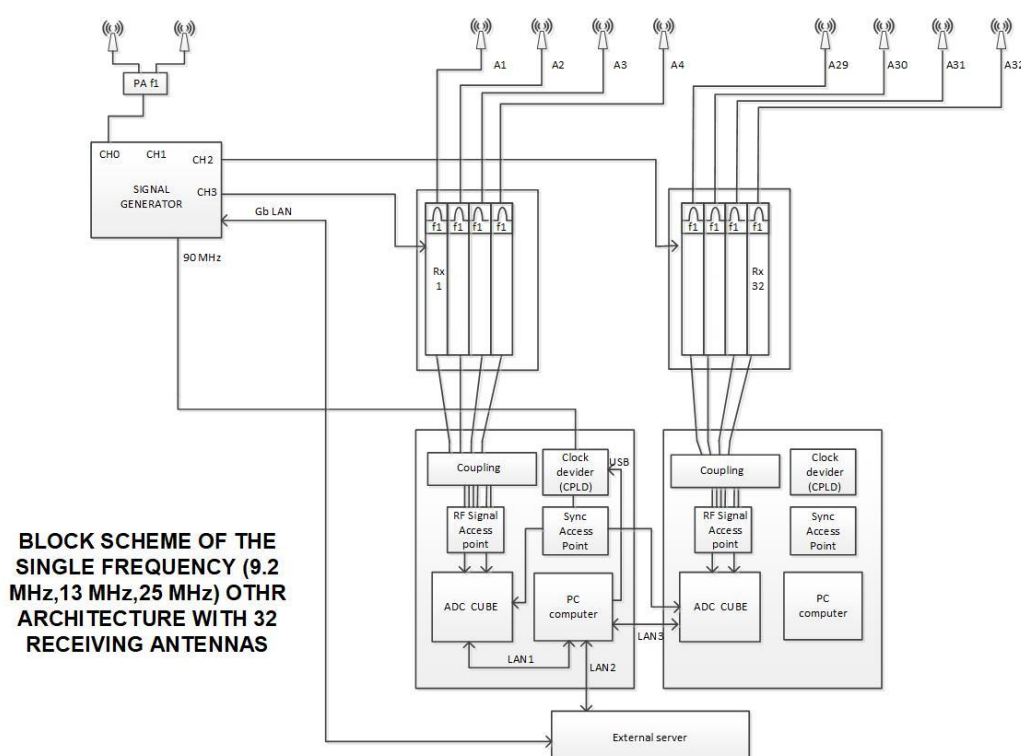 A1
A2
A3
A4
A29
A30
A31
A32
PA f1
CH0
CH1
CH2
CH3
SIGNAL
GENERATOR
Gb LAN
90 MHz
f1
f1
f1
f1
Rx
1
f1
f1
f1
f1
Rx
32
Coupling
Clock
devider
(CPLD)
USB
RF Signal
Access
point
Sync
Access
Point
ADC CUBE
PC
computer
LAN1
LAN2
LAN3
Coupling
Clock
devider
(CPLD)
RF Signal
Access
point
Sync
Access
Point
ADC CUBE
PC
computer
External server
BLOCK SCHEME OF THE
SINGLE FREQUENCY (9.2
MHz,13 MHz,25 MHz) OTHR
ARCHITECTURE WITH 32
RECEIVING ANTENNAS